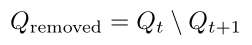 Q_removed = Q_t \ Q_{t+1}